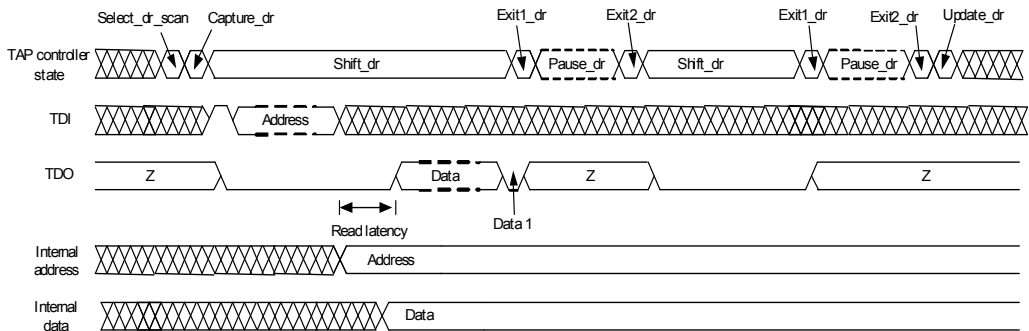 Select_dr_scan Capture_dr Exit1_dr Exit2_dr Exit1_dr Exit2_dr Update_dr
TAP controller
state
Shift_dr Pause_dr Shift_dr Pause_dr
TDI Address
TDO Z Data Z Z
Data 1
Read latency
Internal
address
Address
Internal
data
Data